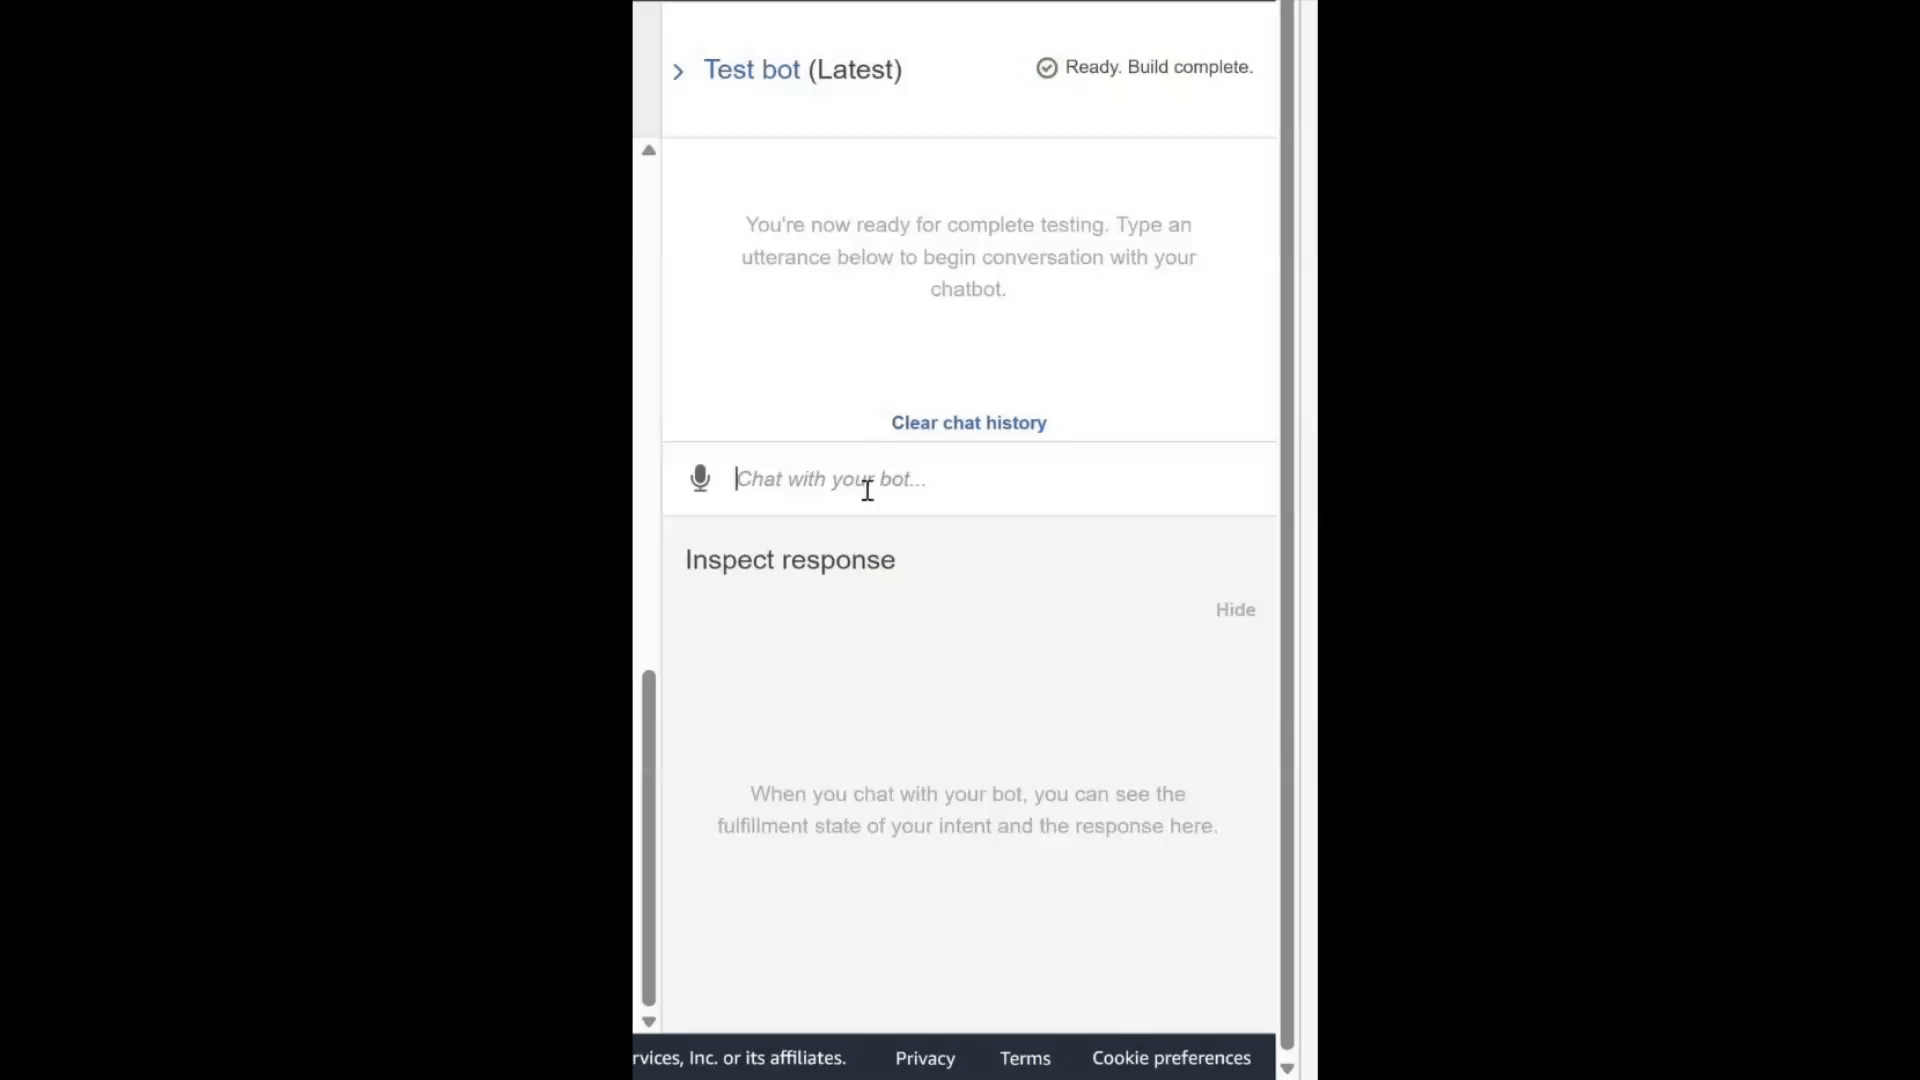 Test bot (Latest)
Ready. Build complete.
You're now ready for complete testing. Type an
utterance below to begin conversation with your
chatbot.
Clear chat history
Chat with your bot...
Inspect response
Hide
When you chat with your bot, you can see the
fulfillment state of your intent and the response here.
rvices, Inc. or its affiliates. Privacy Terms Cookie preferences